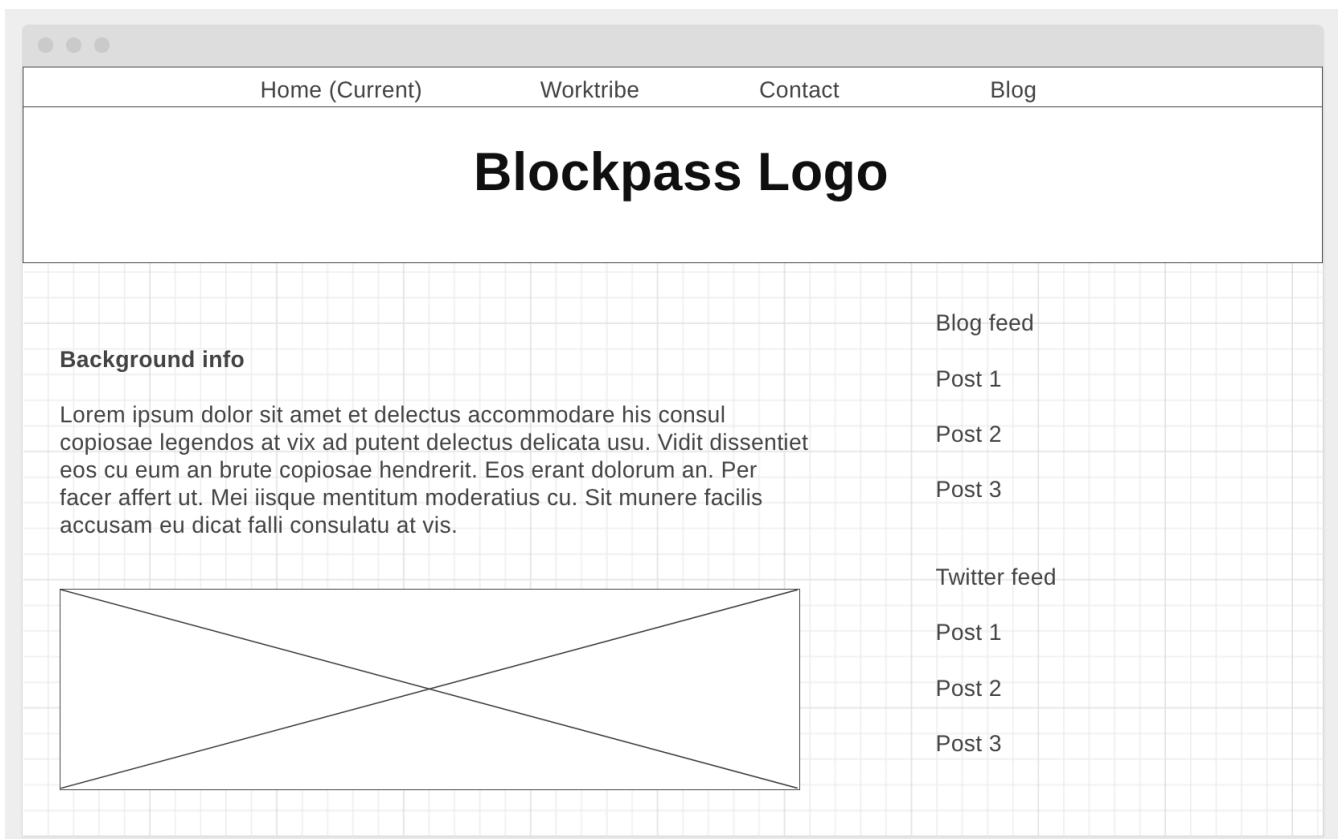 Home (Current) Worktribe Contact Blog
Blockpass Logo
Background info
Lorem ipsum dolor sit amet et delectus accommodare his consul
copiosae legendos at vix ad putent delectus delicata usu. Vidit dissentiet
eos cu eum an brute copiosae hendrerit. Eos erant dolorum an. Per
facer affert ut. Mei iisque mentitum moderatius cu. Sit munere facilis
accusam eu dicat falli consulatu at vis.
Blog feed
Post 1
Post 2
Post 3
Twitter feed
Post 1
Post 2
Post 3